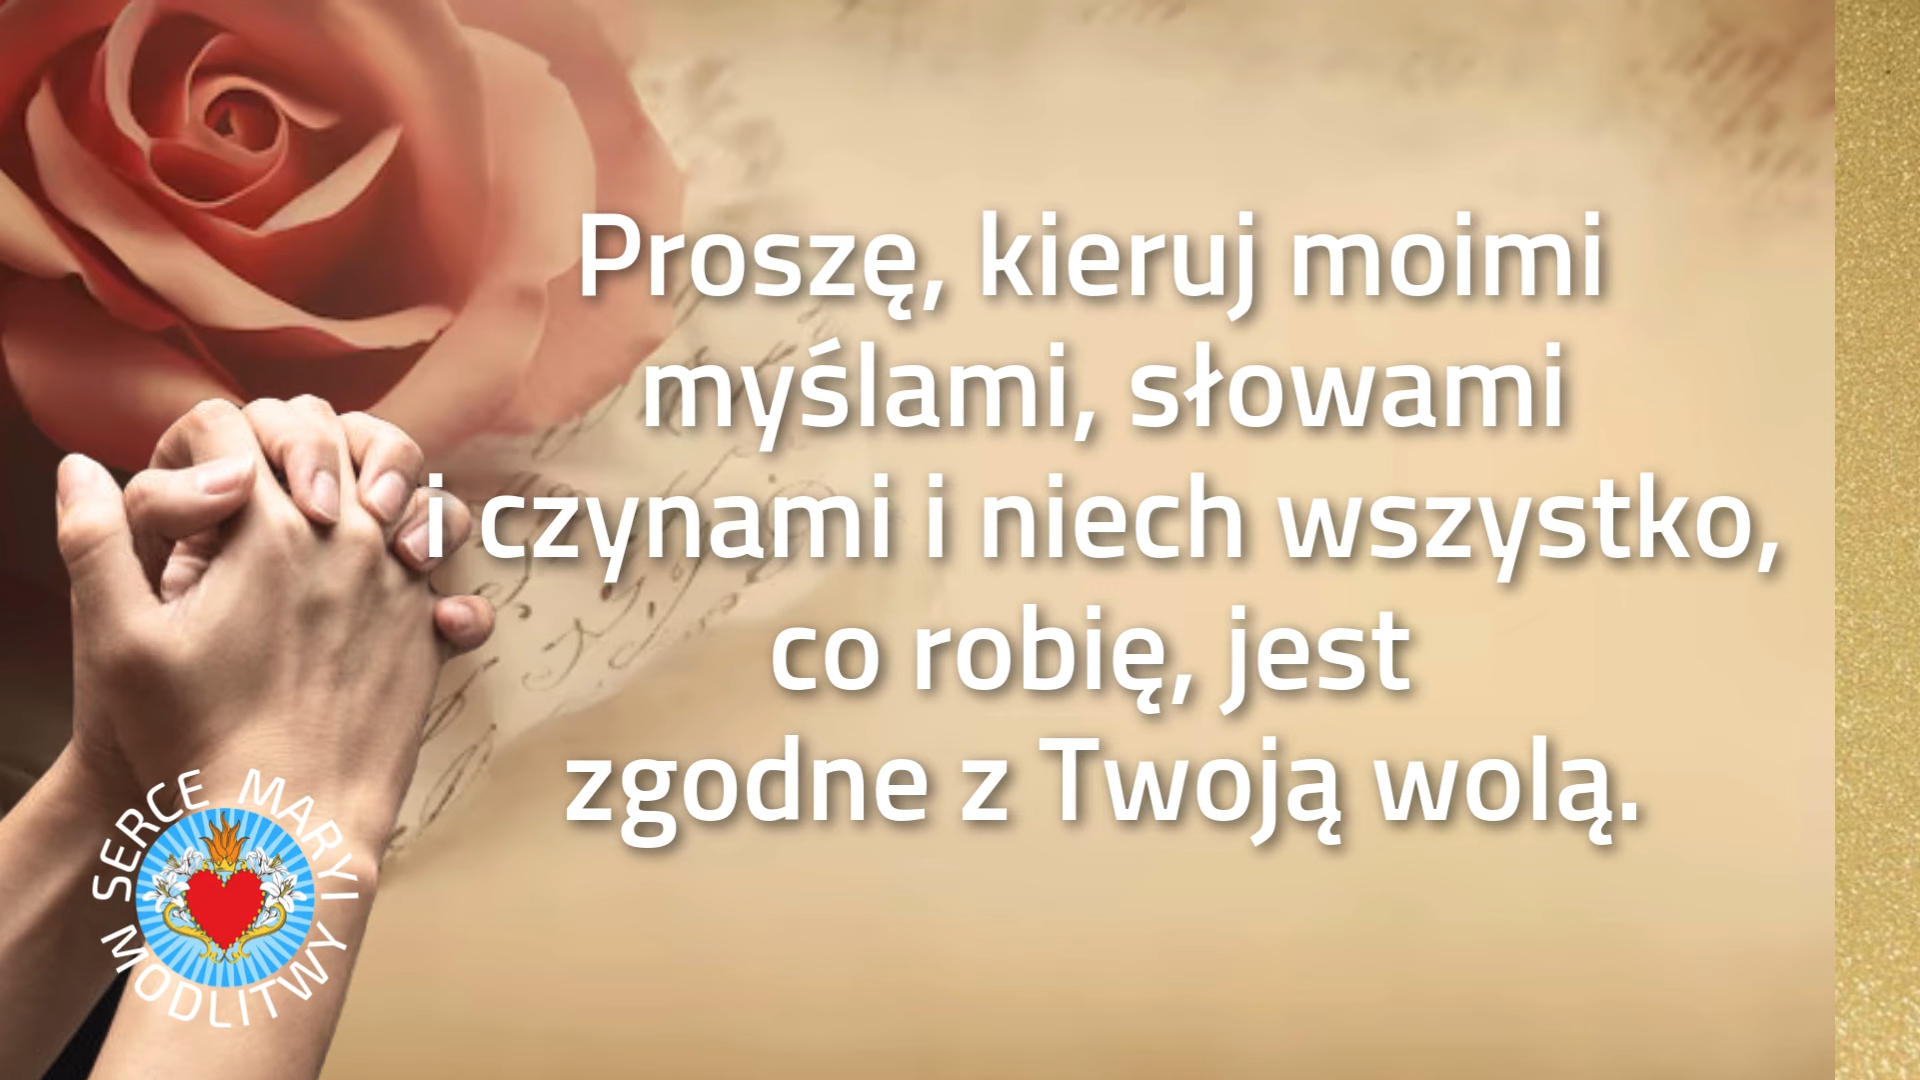 Proszę, kieruj moimi
myślami, słowami
i czynami i niech wszystko,
co robię, jest
zgodne z Twoją wolą.
SERCE MARYI
MODLITWY